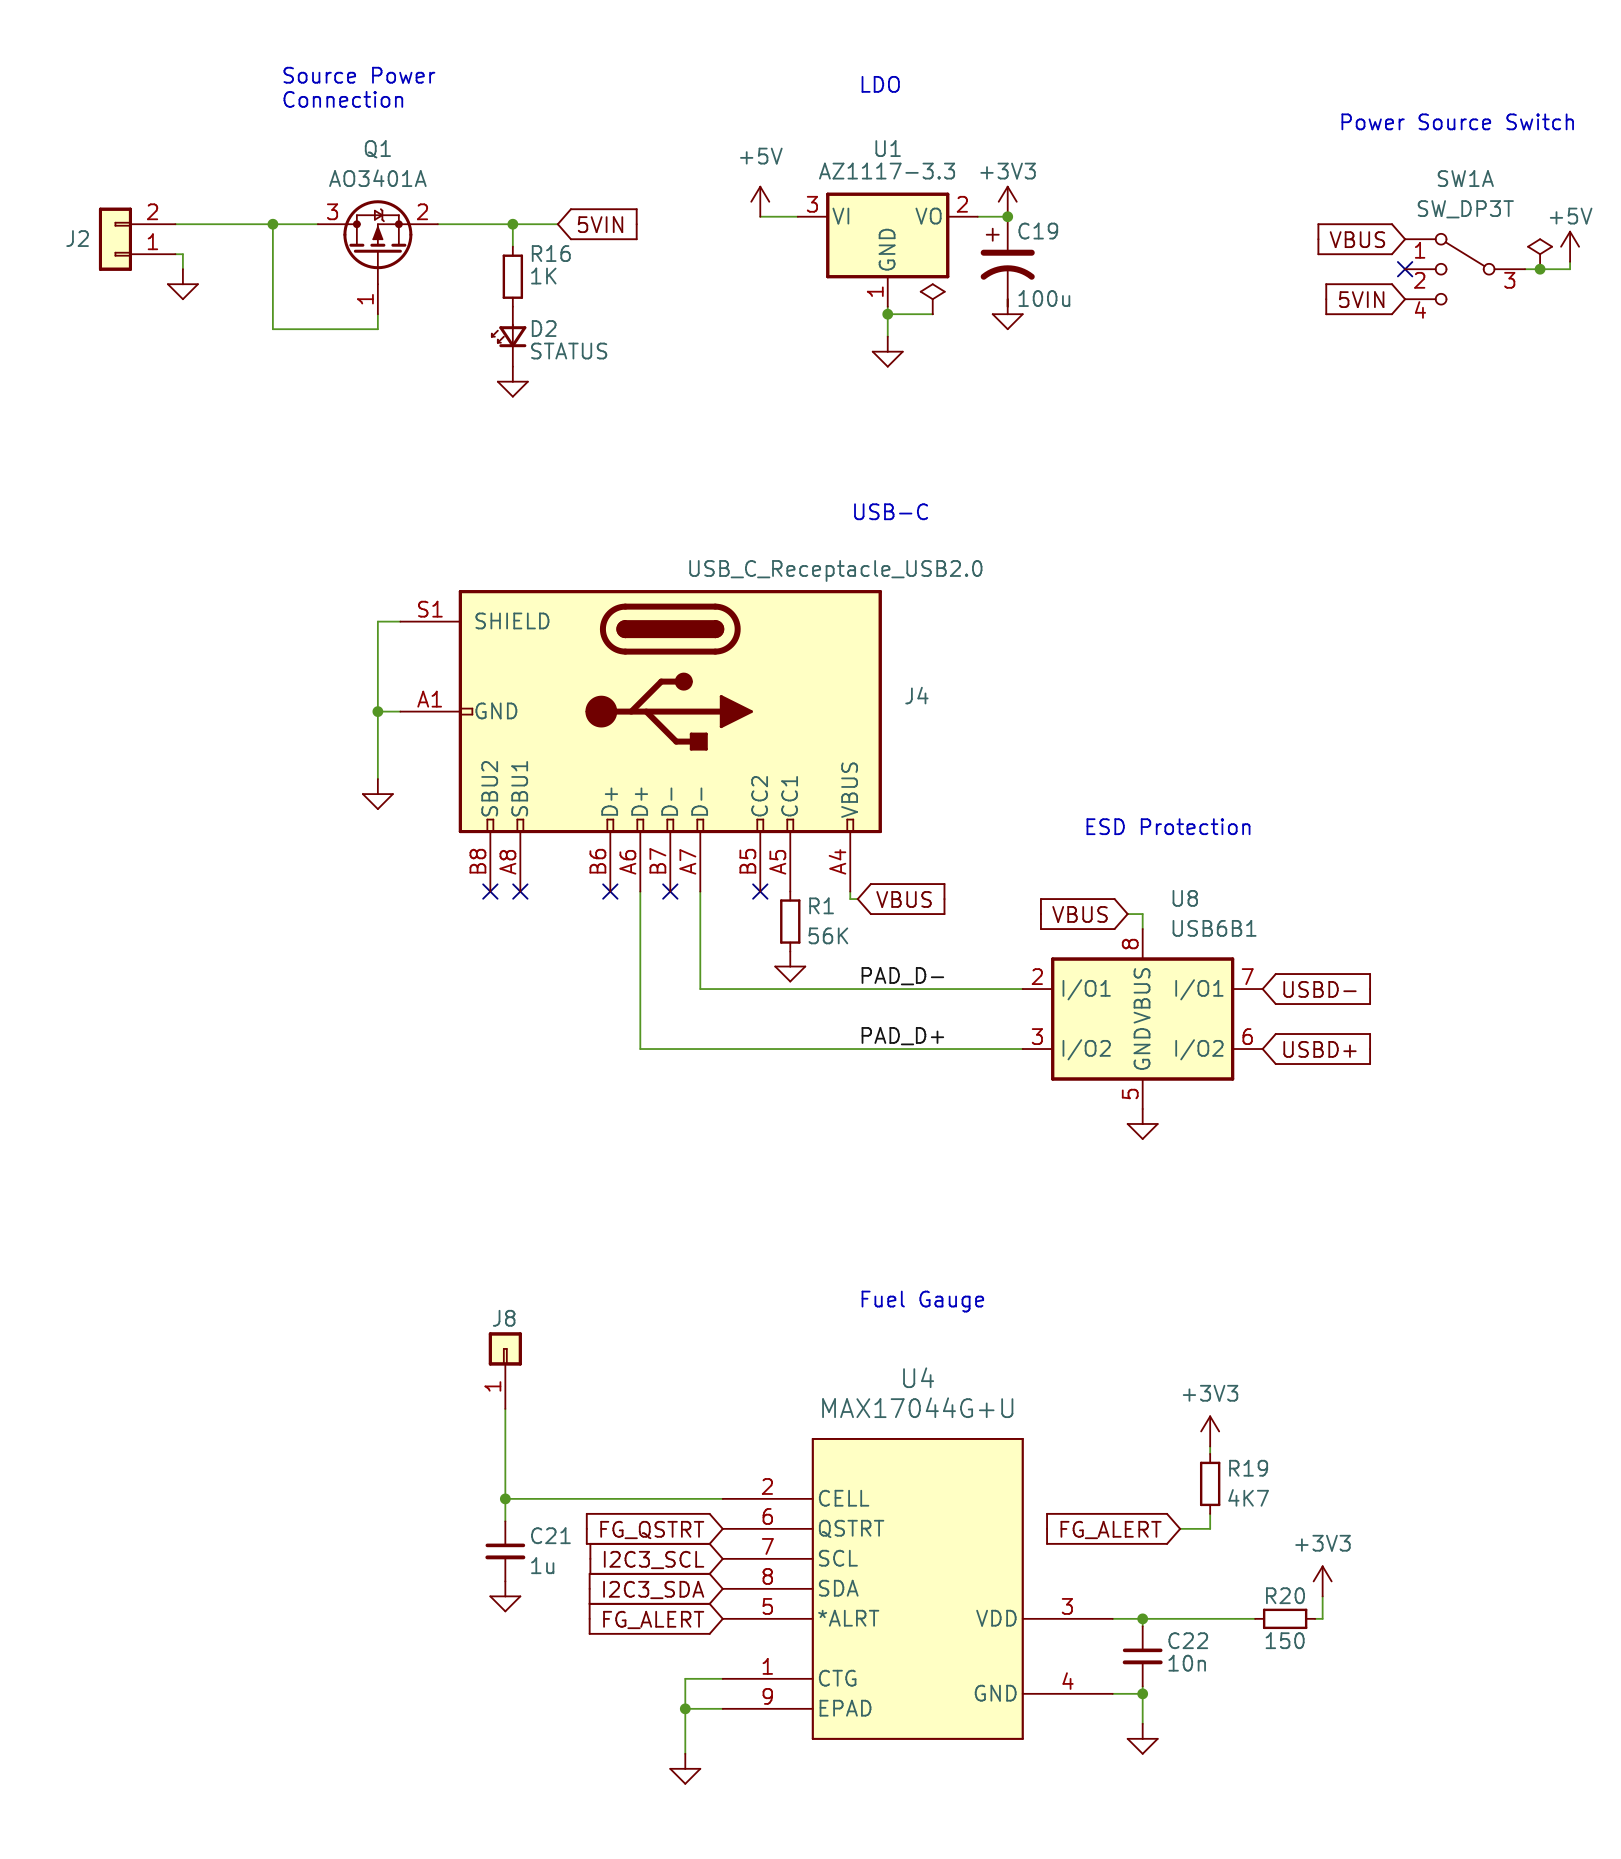 Source Power
Connection
Q1
AO3401A
J2
2
1
3
2
1
5VIN
R16
1K
D2
STATUS
LDO
+5V
U1
AZ1117-3.3
+3V3
3
VI
VO
2
GND
1
+
C19
100u
Power Source Switch
SW1A
SW_DP3T
+5V
VBUS
1
2
3
5VIN
4
USB-C
USB_C_Receptacle_USB2.0
S1
SHIELD
J4
A1
GND
SBU2
SBU1
D+
D+
D-
D-
CC2
CC1
VBUS
B8
A8
B6
A6
B7
A7
B5
A5
A4
VBUS
R1
56K
PAD_D-
PAD_D+
ESD Protection
VBUS
U8
USB6B1
8
2
I/O1
VBUS
I/O1
7
USBD-
3
I/O2
GND
I/O2
6
USBD+
5
Fuel Gauge
J8
1
U4
MAX17044G+U
2
CELL
FG_QSTRT
6
QSTRT
I2C3_SCL
7
SCL
I2C3_SDA
8
SDA
FG_ALERT
5
*ALRT
1
CTG
9
EPAD
VDD
3
GND
4
C21
1u
+3V3
R19
4K7
FG_ALERT
+3V3
R20
150
C22
10n